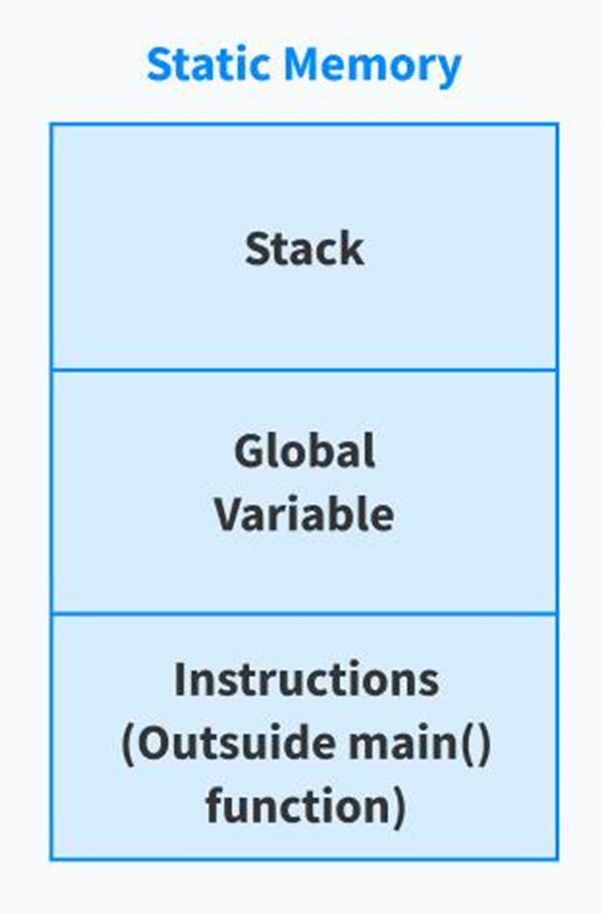 Static Memory
Stack
Global
Variable
Instructions
(Outsuide main()
function)